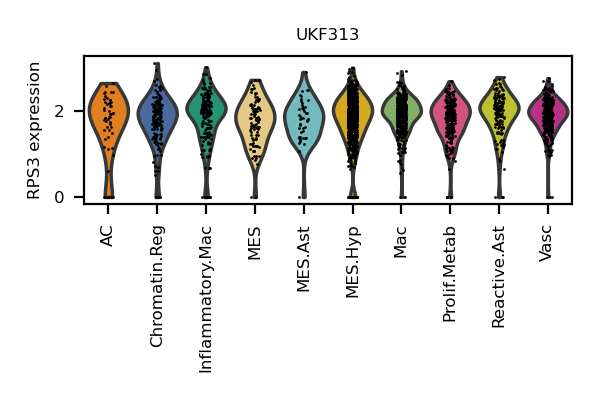 UKF313
RPS3 expression
2
0
AC
Chromatin.Reg
Inflammatory.Mac
MES
MES.Ast
MES.Hyp
Mac
Prolif.Metab
Reactive.Ast
Vasc